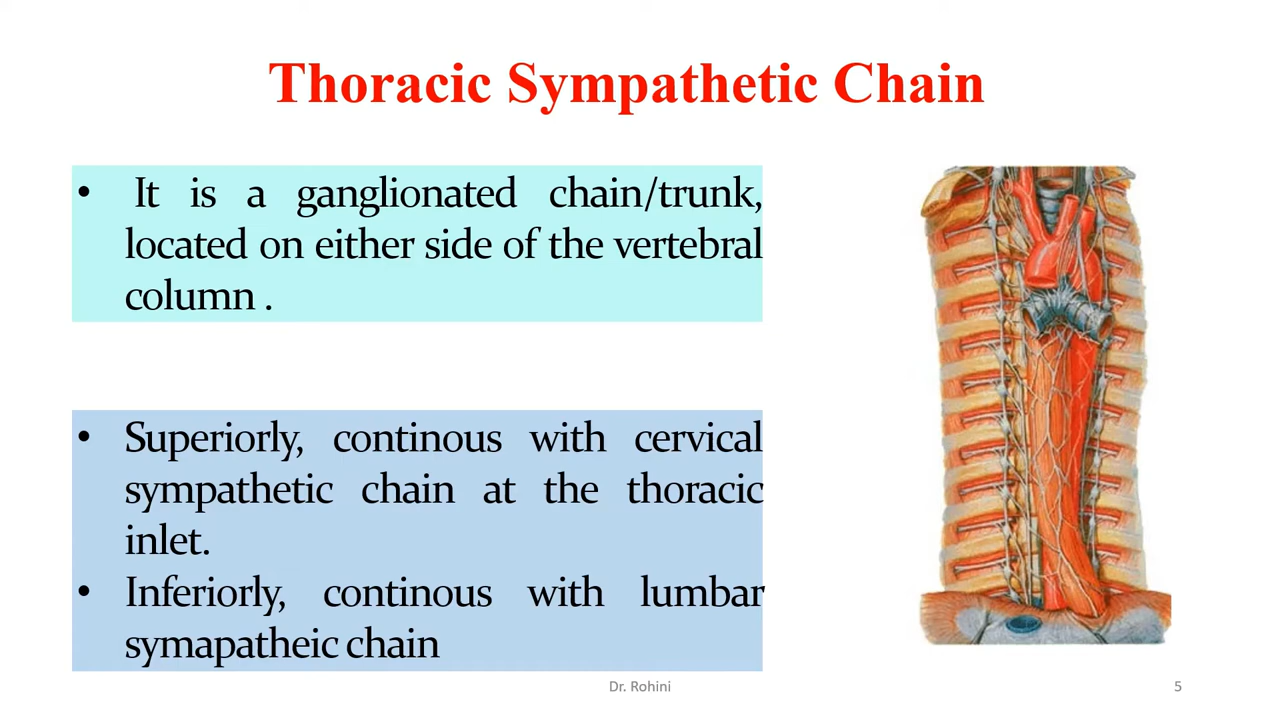 Thoracic Sympathetic Chain
• It is a ganglionated chain/trunk,
located on either side of the vertebral
column .
• Superiorly, continous with cervical
sympathetic chain at the thoracic
inlet.
• Inferiorly, continous with lumbar
symapatheic chain
Dr. Rohini
5